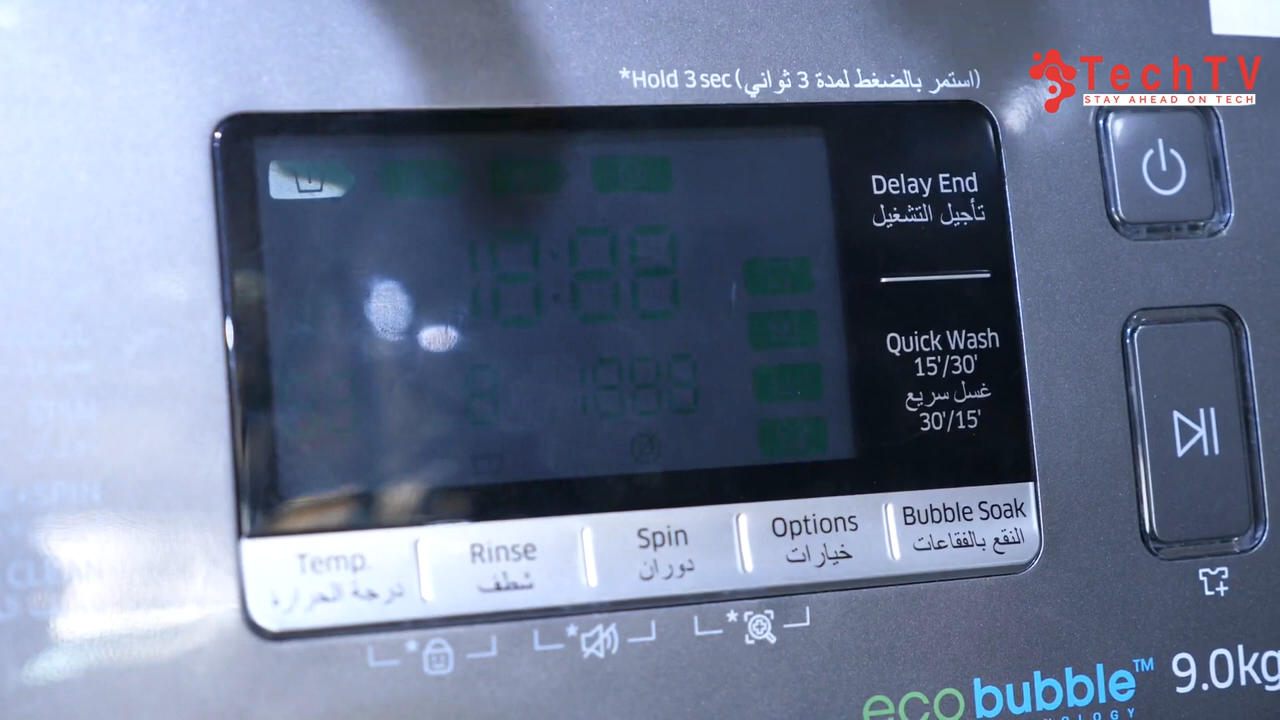 TechTV
STAY AHEAD ON TECH
*Hold 3 sec (استمر بالضغط لمدة 3 ثواني)
Delay End
تأجيل التشغيل
Quick Wash
15'/30'
غسل سريع
30'/15'
Temp.
درجة الحرارة
Rinse
شطف
Spin
دوران
Options
خيارات
Bubble Soak
النقع بالفقاعات
eco bubble™
9.0kg